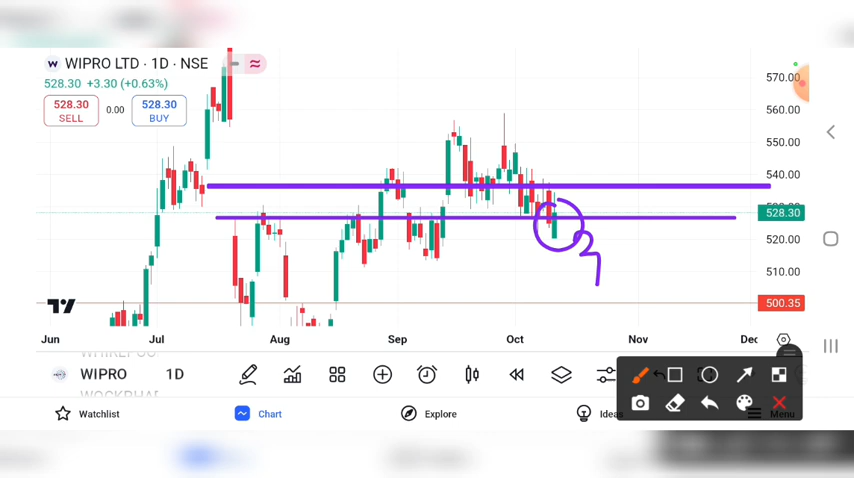 WIPRO LTD · 1D · NSE
528.30 +3.30 (+0.63%)
528.30 SELL 0.00 528.30 BUY
570.00
560.00
550.00
540.00
528.30
520.00
510.00
500.35
Jun Jul Aug Sep Oct Nov Dec
WIPRO 1D
Watchlist Chart Explore Ideas Menu